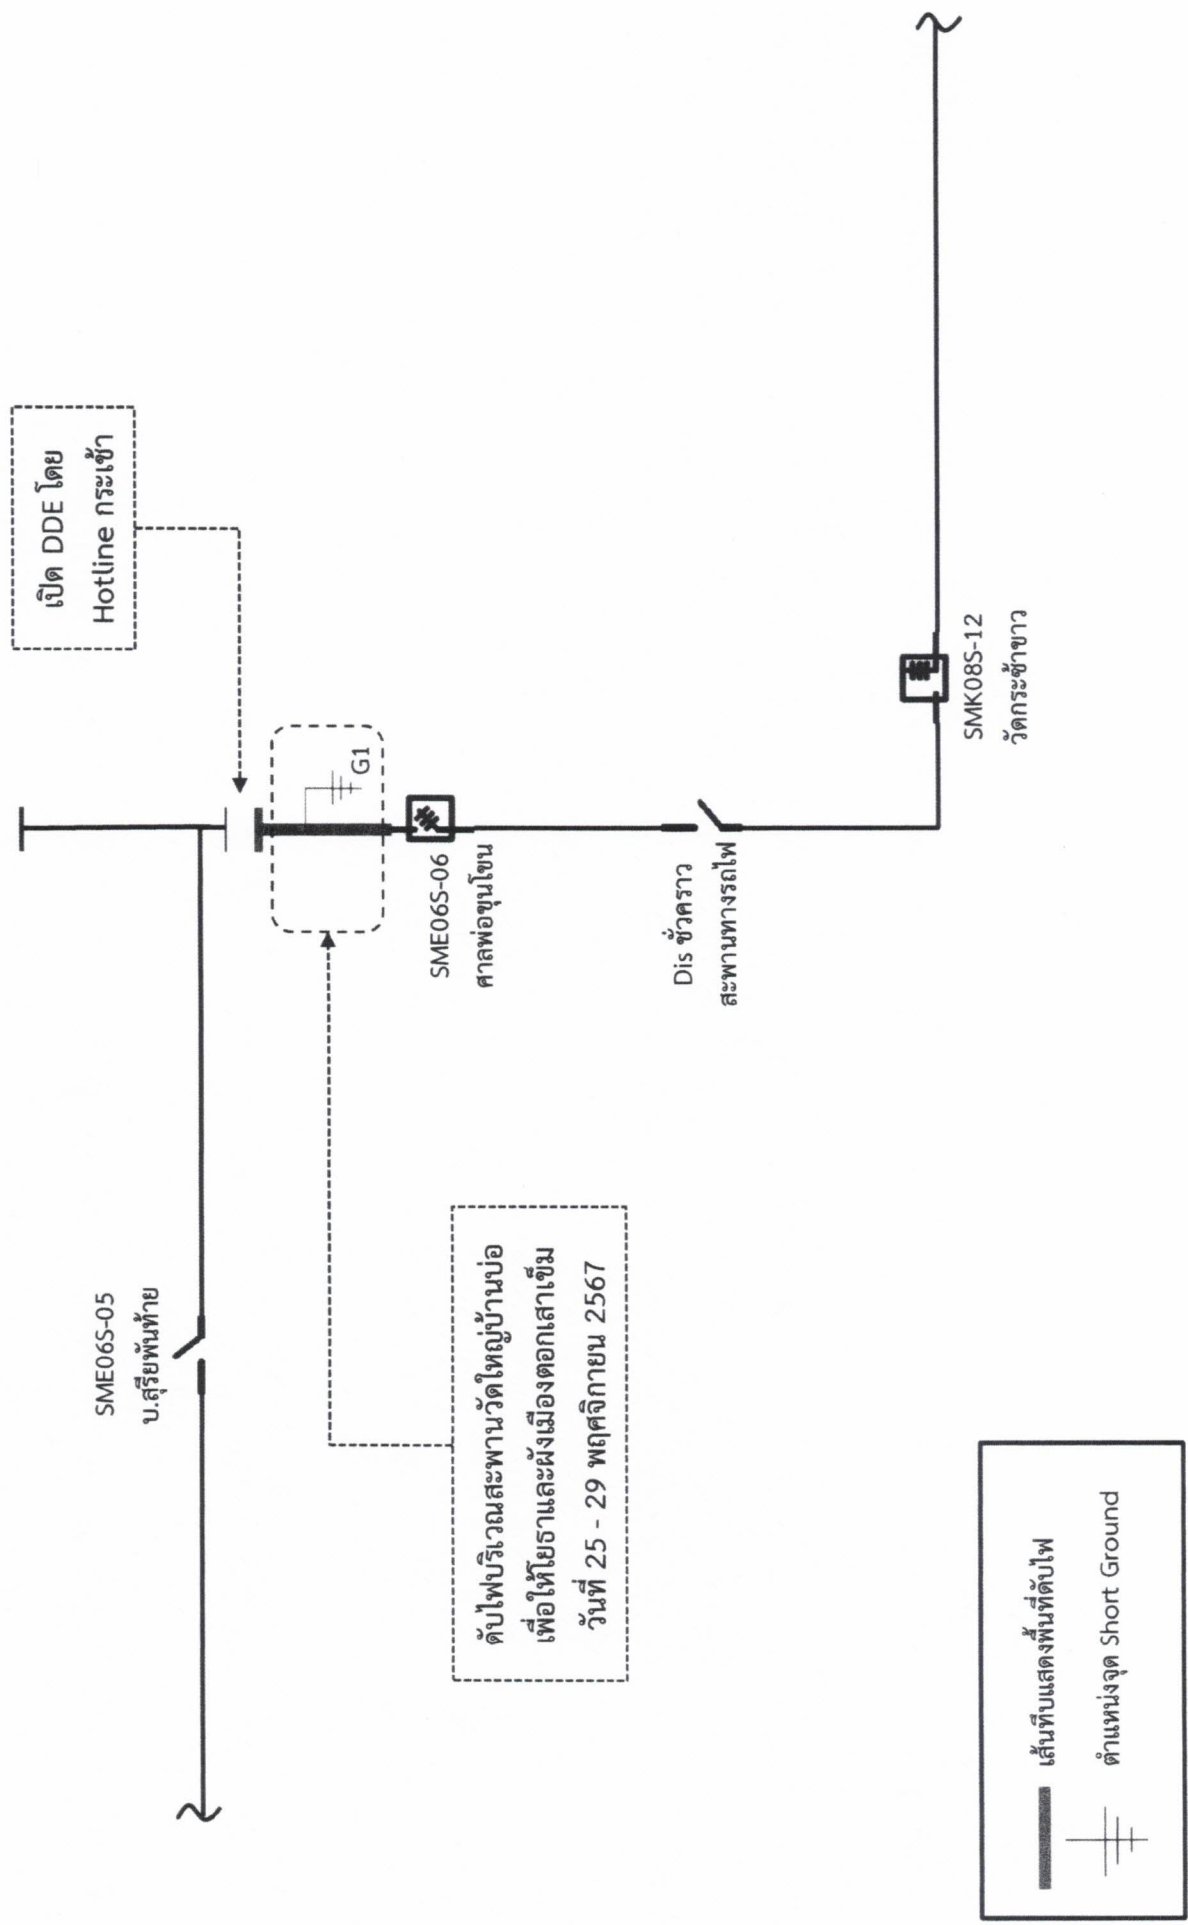 เปิด DDE โดย
Hotline กระเช้า
SME06S-05
บ.สุรียพันท้าย
G1
SME06S-06
ศาลพ่อขุนโขน
Dis ชั่วคราว
สะพานทางรถไฟ
SMK08S-12
วัดกระซ้าขาว
ดับไฟบริเวณสะพานวัดใหญ่บ้านบ่อ
เพื่อให้โยธาและผังเมืองตอกเสาเข็ม
วันที่ 25 - 29 พฤศจิกายน 2567
เส้นทึบแสดงพื้นที่ดับไฟ
ตำแหน่งจุด Short Ground